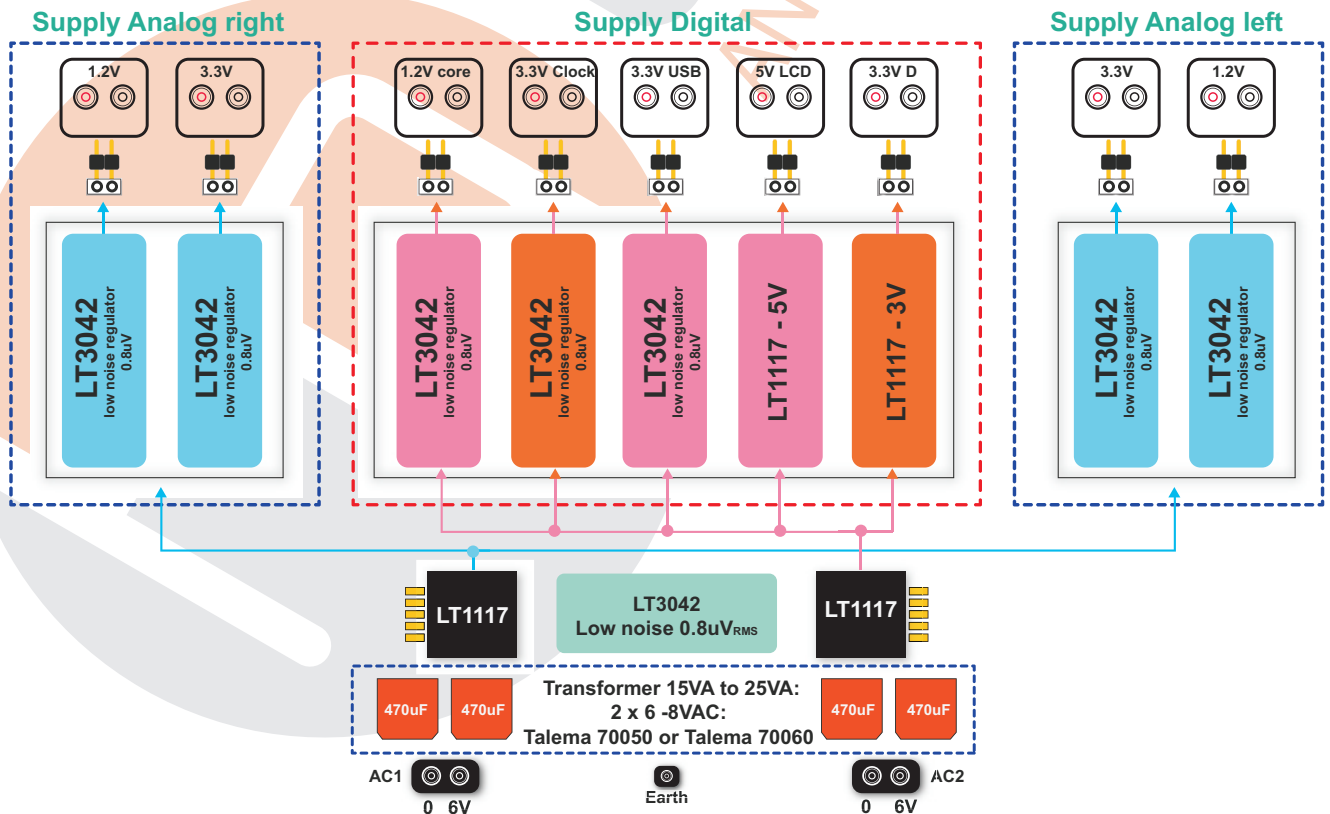 Supply Analog right
Supply Digital
Supply Analog left
1.2V
3.3V
1.2V core
3.3V Clock
3.3V USB
5V LCD
3.3V D
3.3V
1.2V
LT3042
low noise regulator
0.8uV
LT3042
low noise regulator
0.8uV
LT3042
low noise regulator
0.8uV
LT3042
low noise regulator
0.8uV
LT3042
low noise regulator
0.8uV
LT1117 - 5V
LT1117 - 3V
LT3042
low noise regulator
0.8uV
LT3042
low noise regulator
0.8uV
LT1117
LT3042
Low noise 0.8uVRMS
LT1117
470uF
470uF
Transformer 15VA to 25VA:
2 x 6 -8VAC:
Talema 70050 or Talema 70060
470uF
470uF
AC1
0 6V
Earth
AC2
0 6V